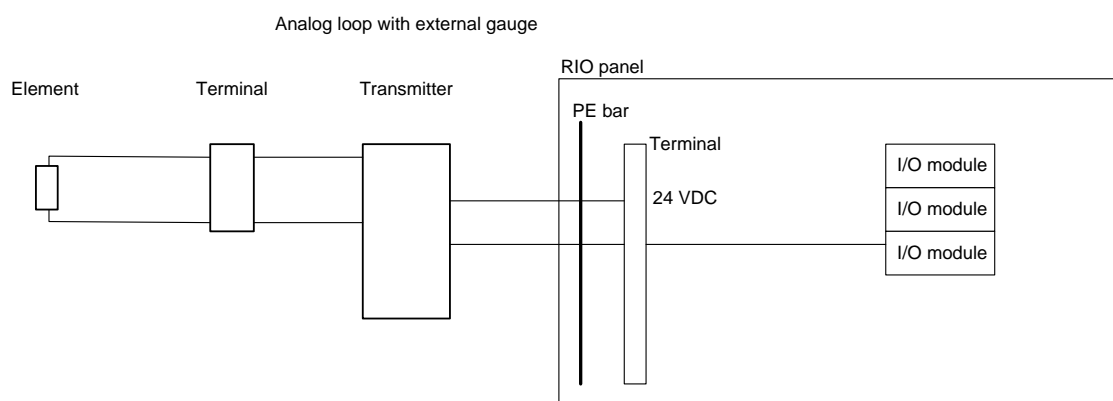 Analog loop with external gauge
RIO panel
Element
Terminal
Transmitter
PE bar
Terminal
I/O module
24 VDC
I/O module
I/O module